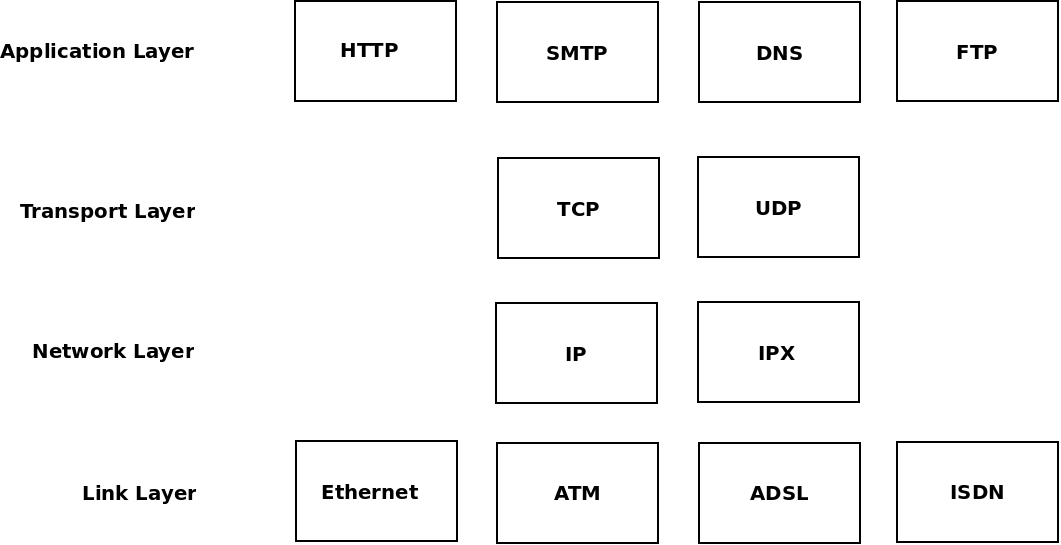 Application Layer HTTP SMTP DNS FTP
Transport Layer TCP UDP
Network Layer IP IPX
Link Layer Ethernet ATM ADSL ISDN